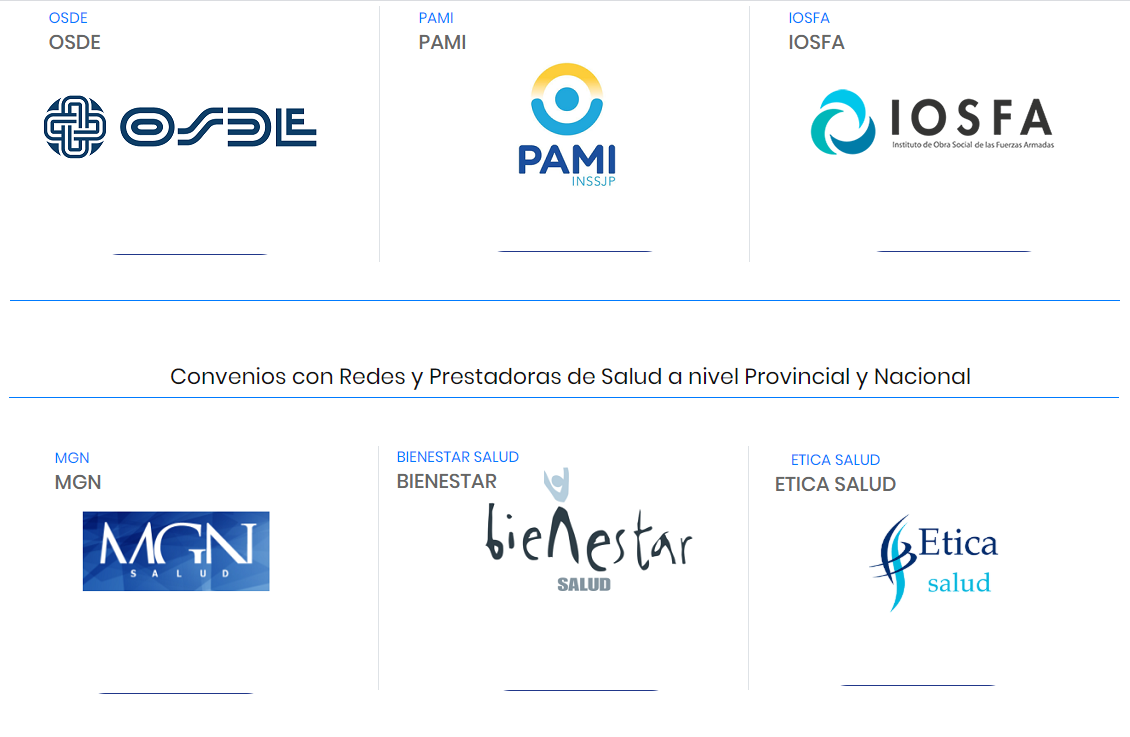 OSDE
OSDE
OSDE
PAMI
PAMI
PAMI
INSSJP
IOSFA
IOSFA
IOSFA
Instituto de Obra Social de las Fuerzas Armadas
Convenios con Redes y Prestadoras de Salud a nivel Provincial y Nacional
MGN
MGN
MGN
SALUD
BIENESTAR SALUD
BIENESTAR
bienestar
SALUD
ETICA SALUD
ETICA SALUD
Etica
salud